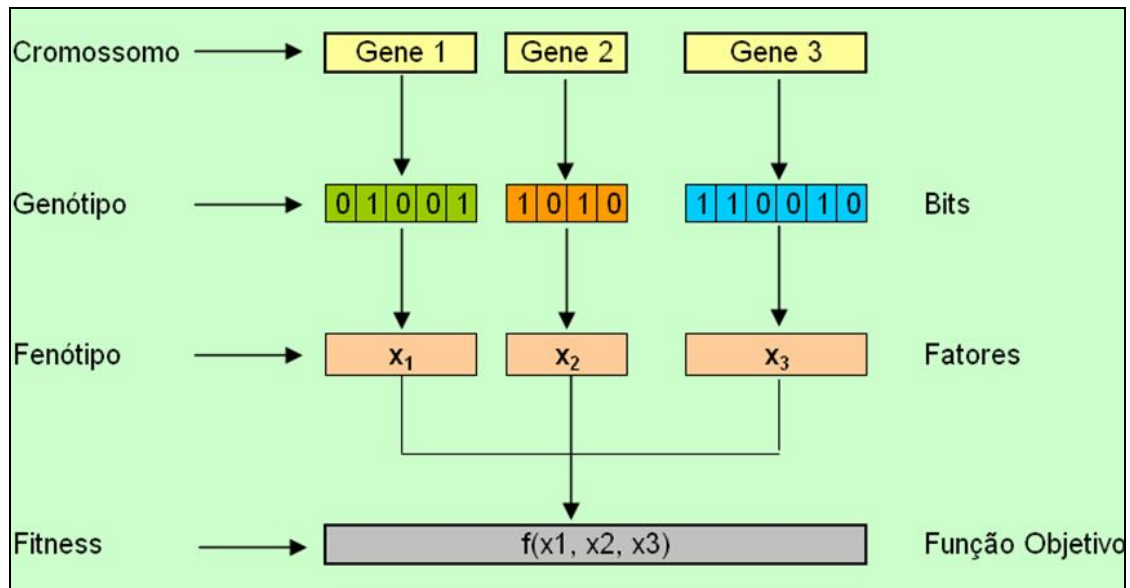 Cromossomo Gene 1 Gene 2 Gene 3
Genótipo 0 1 0 0 1 1 0 1 0 1 1 0 0 1 0 Bits
Fenótipo x₁ x₂ x₃ Fatores
Fitness f(x1, x2, x3) Função Objetivo